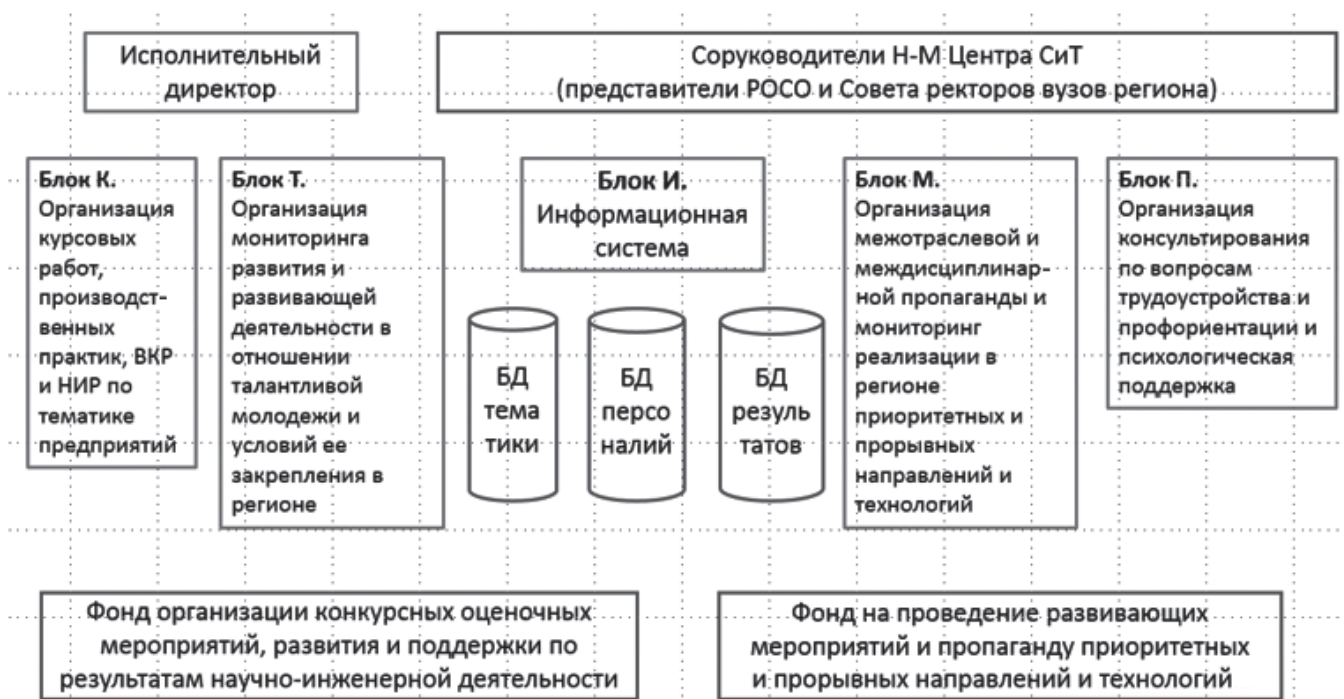 Исполнительный
директор
Соруководители Н-М Центра СиТ
(представители РОСО и Совета ректоров вузов региона)
Блок К.
Организация
курсовых
работ,
производст-
венных
практик, ВКР
и НИР по
тематике
предприятий
Блок Т.
Организация
мониторинга
развития и
развивающей
деятельности в
отношении
талантливой
молодежи и
условий ее
закрепления в
регионе
Блок И.
Информационная
система
БД
тема
тики
БД
персо
налий
БД
резуль
татов
Блок М.
Организация
межотраслевой и
междисциплинар-
ной пропаганды и
мониторинг
реализации в
регионе
приоритетных и
прорывных
направлений и
технологий
Блок П.
Организация
консультирования
по вопросам
трудоустройства и
профориентации и
психологическая
поддержка
Фонд организации конкурсных оценочных
мероприятий, развития и поддержки по
результатам научно-инженерной деятельности
Фонд на проведение развивающих
мероприятий и пропаганду приоритетных
и прорывных направлений и технологий